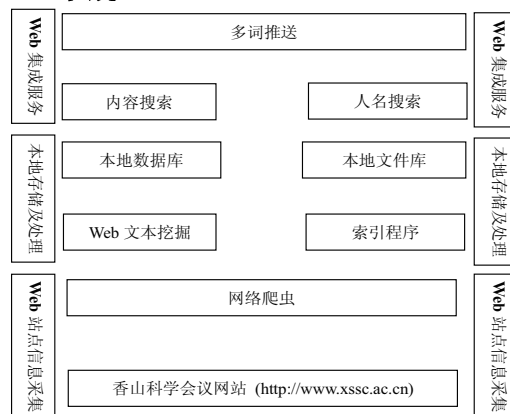 Web 集成服务
多词推送
Web 集成服务
内容搜索
人名搜索
本地存储及处理
本地数据库
本地文件库
本地存储及处理
Web 文本挖掘
索引程序
Web 站点信息采集
网络爬虫
Web 站点信息采集
香山科学会议网站 (http://www.xssc.ac.cn)